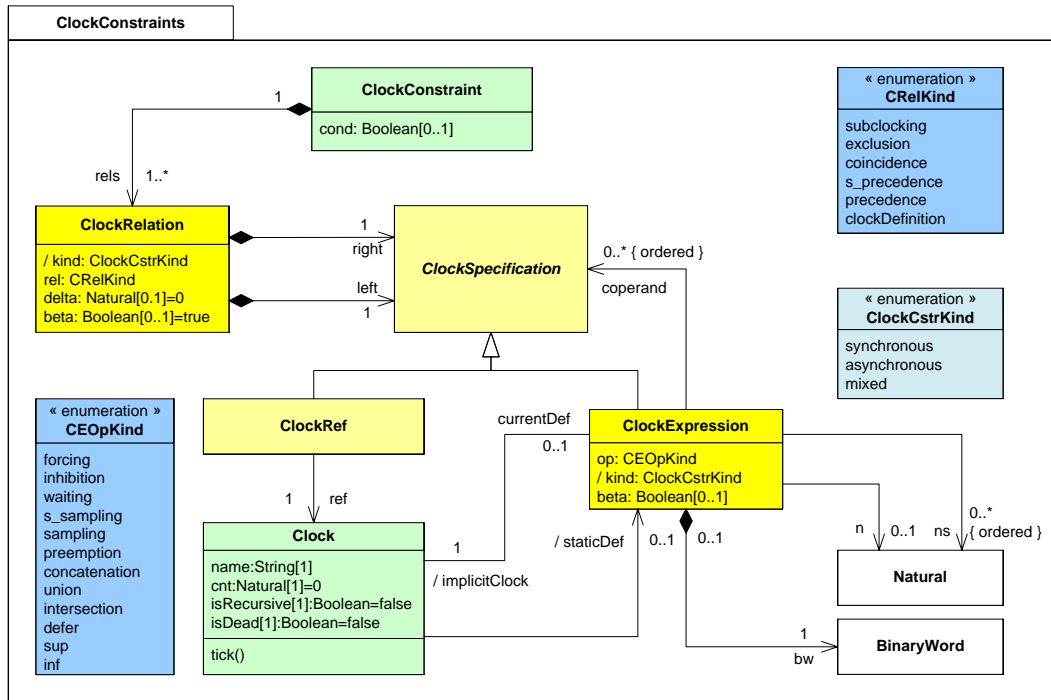 ClockConstraints
ClockConstraint
cond: Boolean[0..1]
1
rels
1..*
ClockRelation
/ kind: ClockCstrKind
rel: CRelKind
delta: Natural[0.1]=0
beta: Boolean[0..1]=true
1
right
left
1
ClockSpecification
0..* { ordered }
coperand
« enumeration »
CRelKind
subclocking
exclusion
coincidence
s_precedence
precedence
clockDefinition
« enumeration »
ClockCstrKind
synchronous
asynchronous
mixed
« enumeration »
CEOpKind
forcing
inhibition
waiting
s_sampling
sampling
preemption
concatenation
union
intersection
defer
sup
inf
ClockRef
1
ref
currentDef
0..1
ClockExpression
op: CEOpKind
/ kind: ClockCstrKind
beta: Boolean[0..1]
Clock
name:String[1]
cnt:Natural[1]=0
isRecursive[1]:Boolean=false
isDead[1]:Boolean=false
tick()
1
/ implicitClock
/ staticDef
0..1
0..1
n
0..1
ns
0..*
{ ordered }
Natural
1
bw
BinaryWord